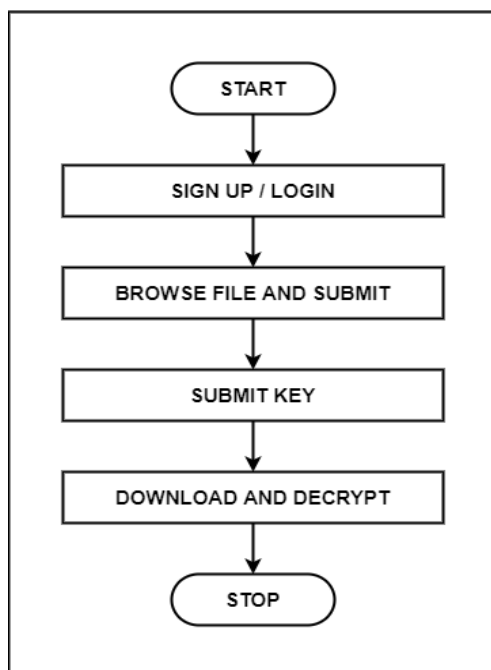 START
SIGN UP / LOGIN
BROWSE FILE AND SUBMIT
SUBMIT KEY
DOWNLOAD AND DECRYPT
STOP